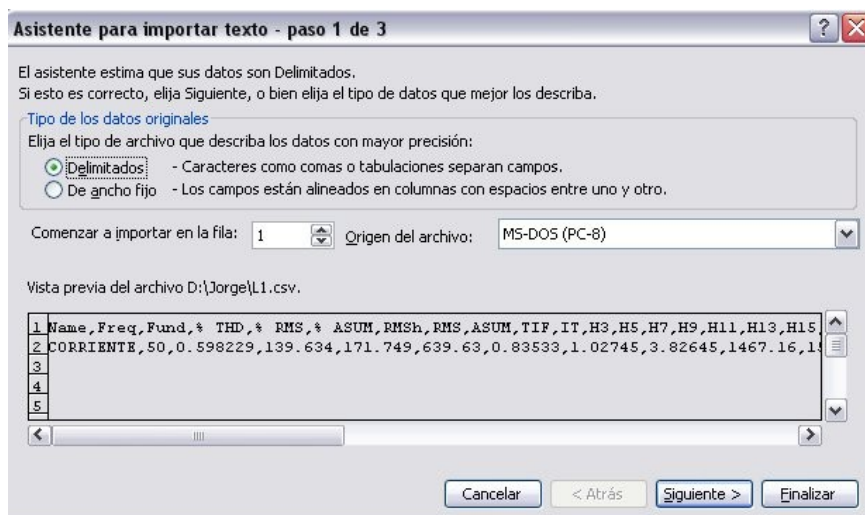 Asistente para importar texto - paso 1 de 3
El asistente estima que sus datos son Delimitados.
Si esto es correcto, elija Siguiente, o bien elija el tipo de datos que mejor los describa.
Tipo de los datos originales
Elija el tipo de archivo que describa los datos con mayor precisión:
Delimitados - Caracteres como comas o tabulaciones separan campos.
De ancho fijo - Los campos están alineados en columnas con espacios entre uno y otro.
Comenzar a importar en la fila: 1 Origen del archivo: MS-DOS (PC-8)
Vista previa del archivo D:\Jorge\L1.csv.
1 Name,Freq,Fund,% THD,% RMS,% ASUM,RMSh,RMS,ASUM,TIF,IT,H3,H5,H7,H9,H11,H13,H15,
2 CORRIENTE,50,0.598229,139.634,171.749,639.63,0.83533,1.02745,3.82645,1467.16,15
3
4
5
Cancelar < Atrás Siguiente > Finalizar